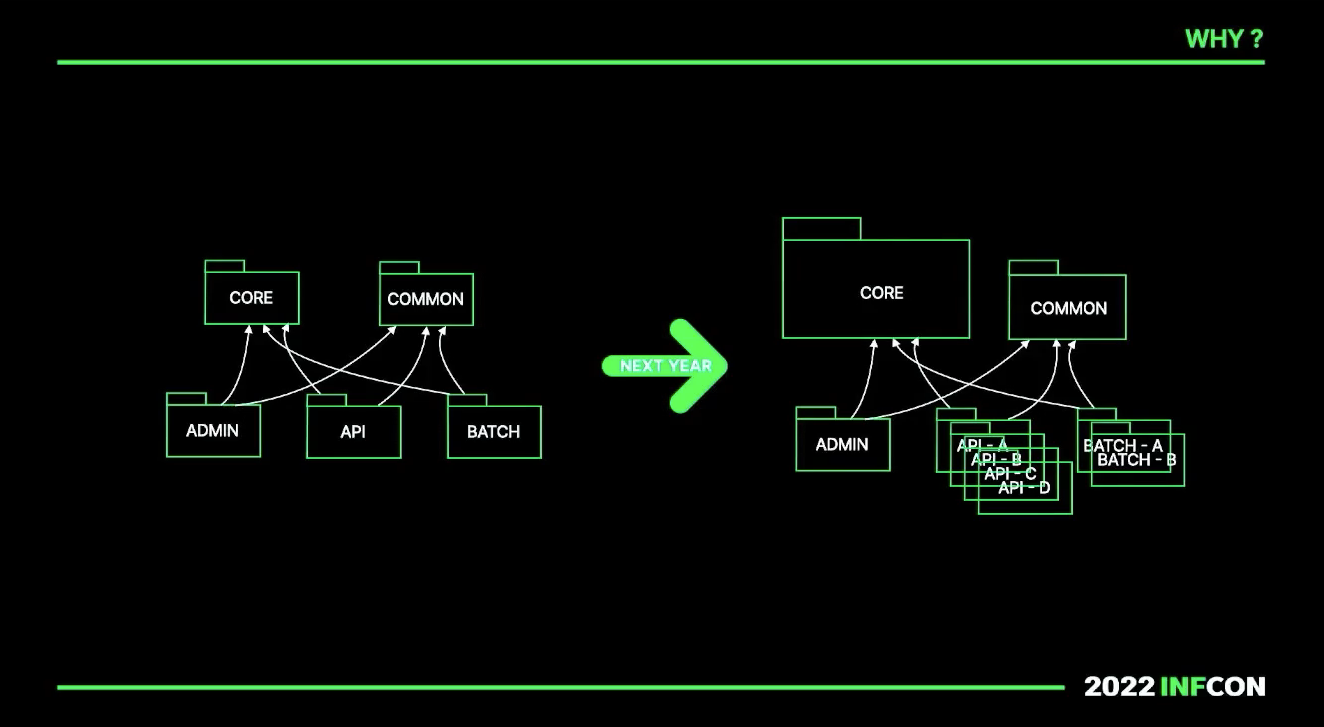 WHY ?
CORE
COMMON
ADMIN
API
BATCH
NEXT YEAR
CORE
COMMON
ADMIN
API - A
API - B
API - C
API - D
BATCH - A
BATCH - B
2022 INFCON